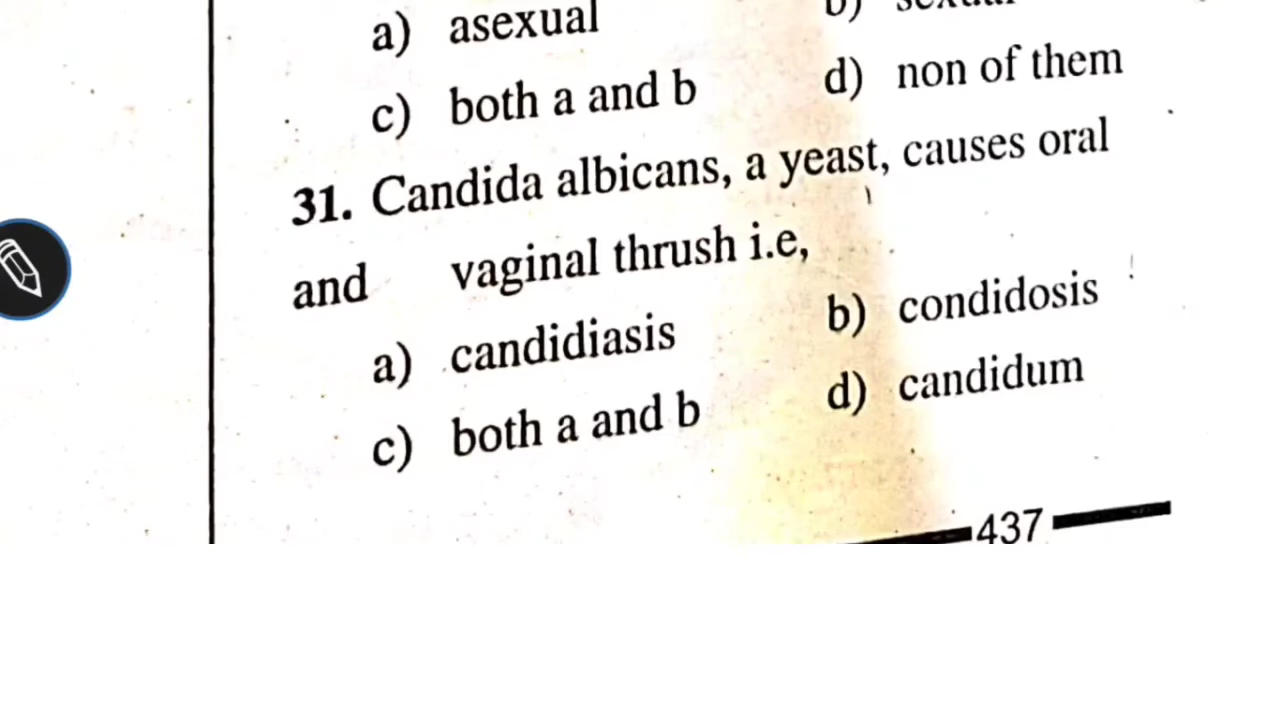 a) asexual b)
c) both a and b d) non of them
31. Candida albicans, a yeast, causes oral
and vaginal thrush i.e,
a) candidiasis b) condidosis
c) both a and b d) candidum
437